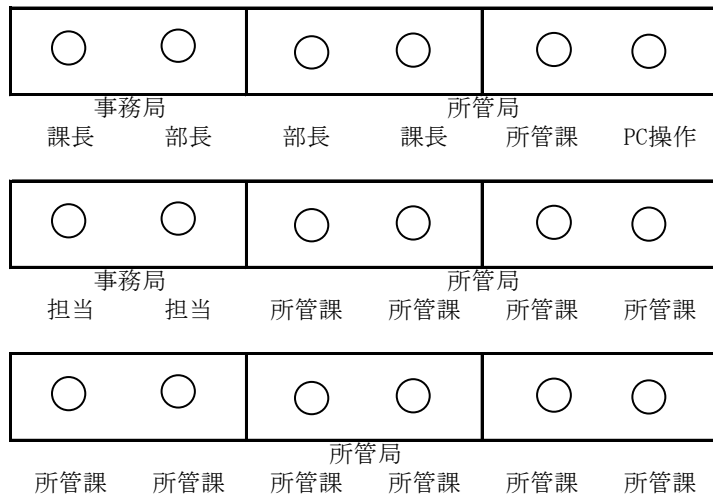 事務局 所管局
課長 部長 部長 課長 所管課 PC操作
事務局 所管局
担当 担当 所管課 所管課 所管課 所管課
所管局
所管課 所管課 所管課 所管課 所管課 所管課